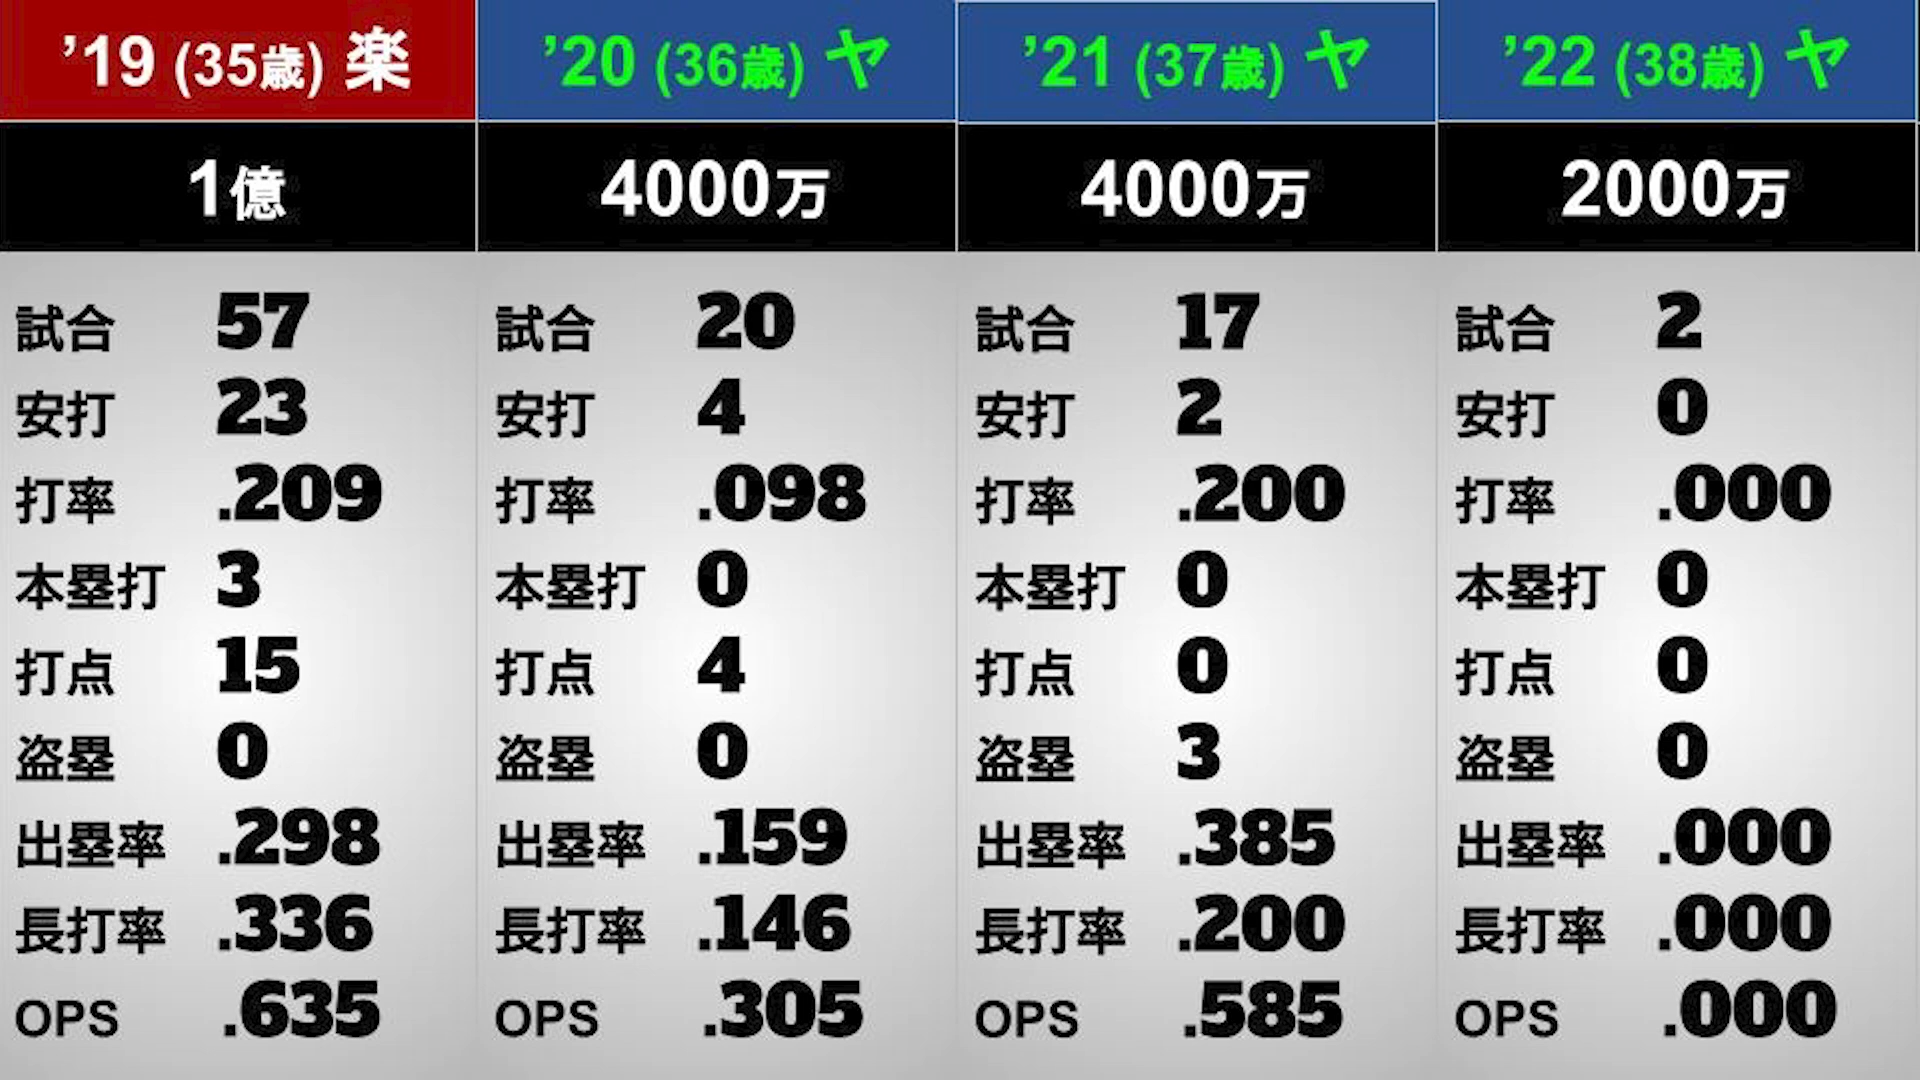 ’19 (35歳) 楽
1億
試合 57
安打 23
打率 .209
本塁打 3
打点 15
盗塁 0
出塁率 .298
長打率 .336
OPS .635
’20 (36歳) ヤ
4000万
試合 20
安打 4
打率 .098
本塁打 0
打点 4
盗塁 0
出塁率 .159
長打率 .146
OPS .305
’21 (37歳) ヤ
4000万
試合 17
安打 2
打率 .200
本塁打 0
打点 0
盗塁 3
出塁率 .385
長打率 .200
OPS .585
’22 (38歳) ヤ
2000万
試合 2
安打 0
打率 .000
本塁打 0
打点 0
盗塁 0
出塁率 .000
長打率 .000
OPS .000